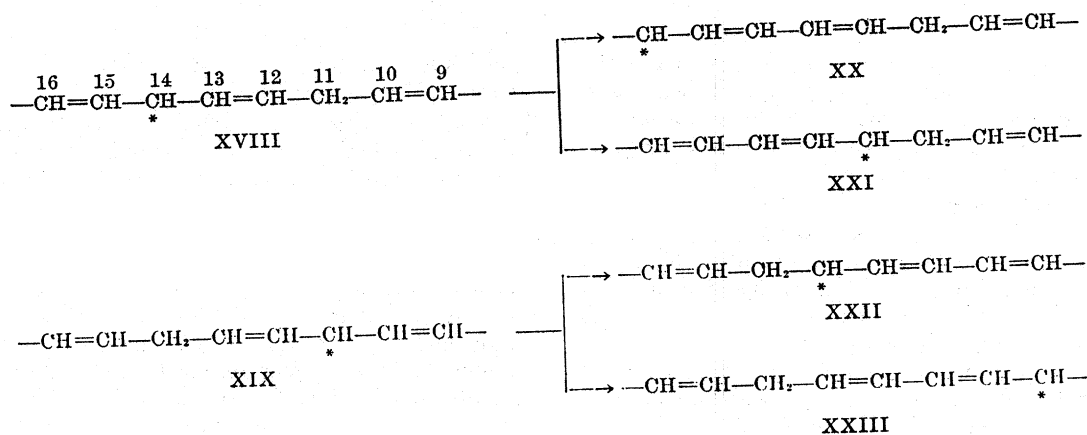 —→ —CH—CH=CH—CH=CH—CH₂—CH=CH—
*
XX
16 15 14 13 12 11 10 9
—CH=CH—CH—CH=CH—CH₂—CH=CH—
*
XVIII
—→ —CH=CH—CH=CH—CH—CH₂—CH=CH—
*
XXI
—→ —CH=CH—CH₂—CH—CH=CH—CH=CH—
*
XXII
—CH=CH—CH₂—CH=CH—CH—CH=CH—
*
XIX
—→ —CH=CH—CH₂—CH=CH—CH=CH—CH—
*
XXIII